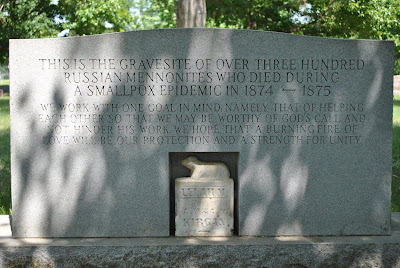 THIS IS THE GRAVESITE OF OVER THREE HUNDRED
RUSSIAN MENNONITES WHO DIED DURING
A SMALLPOX EPIDEMIC IN 1874 — 1875
WE WORK WITH ONE GOAL IN MIND, NAMELY THAT OF HELPING
EACH OTHER SO THAT WE MAY BE WORTHY OF GOD'S CALL AND
NOT HINDER HIS WORK. WE HOPE THAT A BURNING FIRE OF
LOVE WILL BE OUR PROTECTION AND A STRENGTH FOR UNITY.